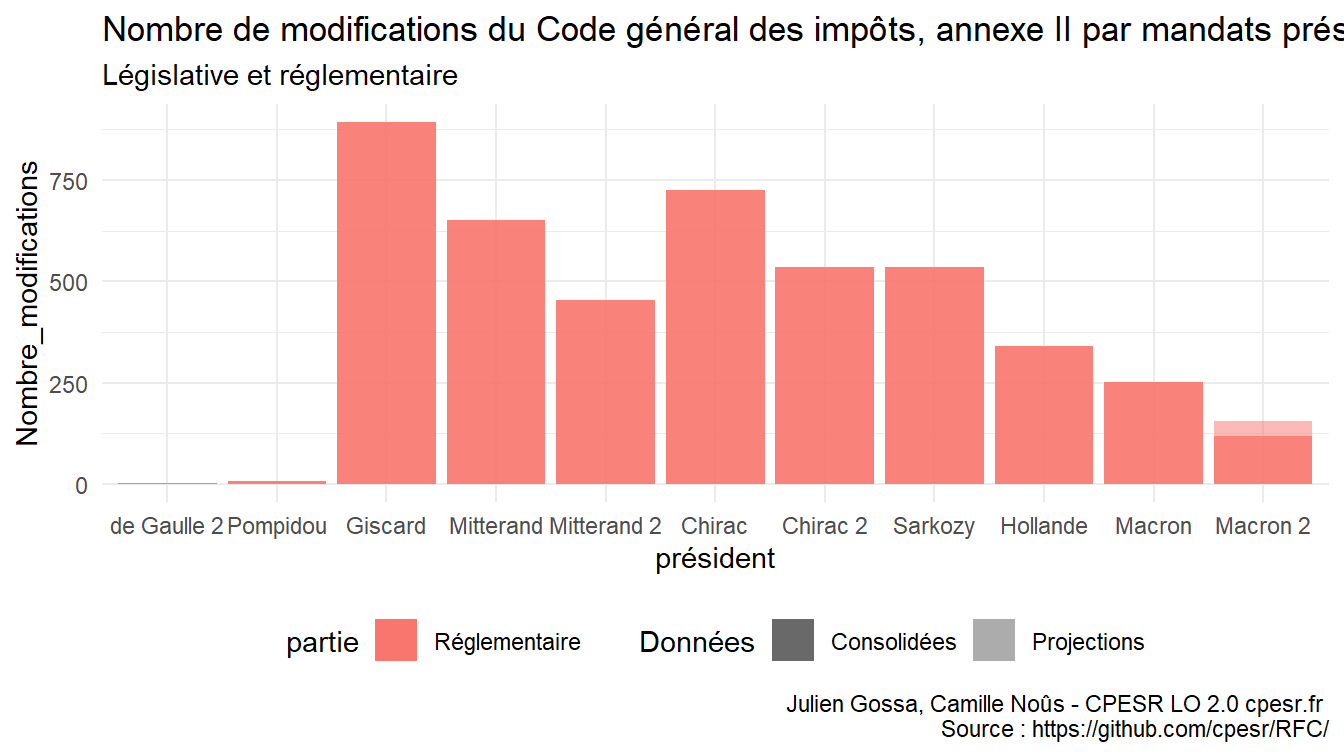 Nombre de modifications du Code général des impôts, annexe II par mandats prés
Législative et réglementaire
Nombre_modifications
750
500
250
0
de Gaulle 2 Pompidou Giscard Mitterand Mitterand 2 Chirac Chirac 2 Sarkozy Hollande Macron Macron 2
président
partie Réglementaire Données Consolidées Projections
Julien Gossa, Camille Noûs - CPESR LO 2.0 cpesr.fr
Source : https://github.com/cpesr/RFC/